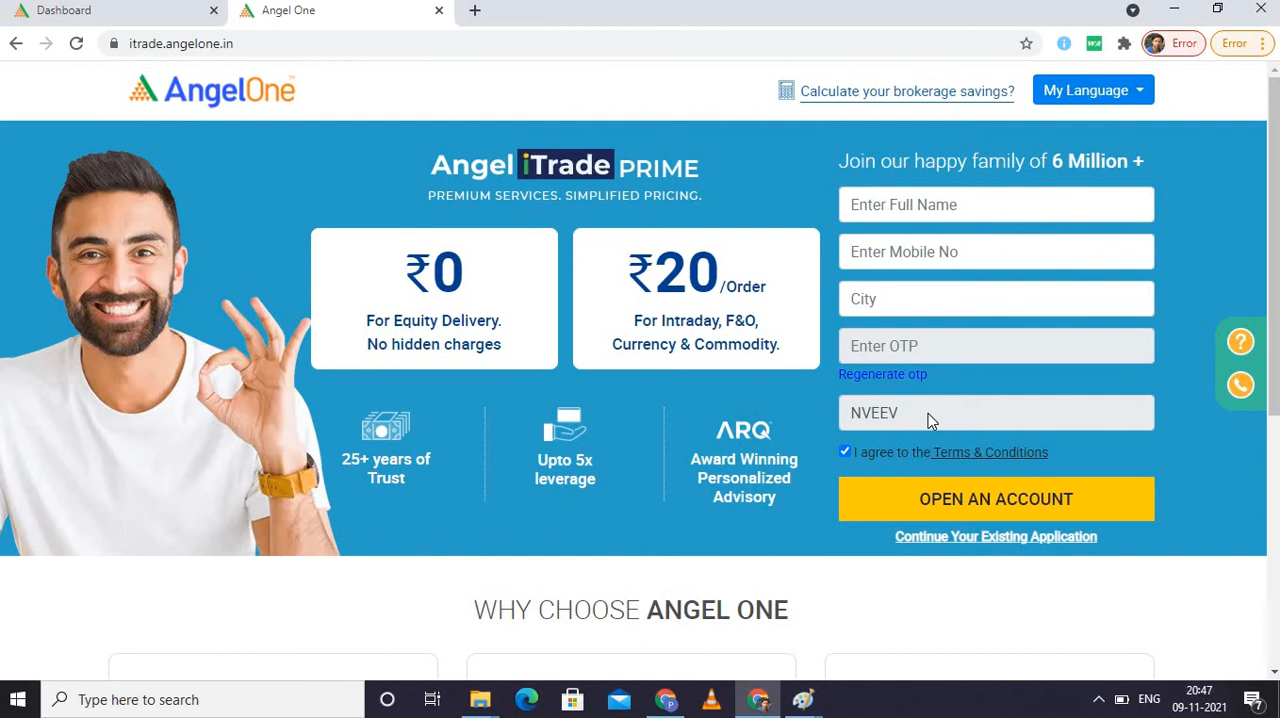 Dashboard
Angel One
itrade.angelone.in
Error
Error
AngelOne
Calculate your brokerage savings?
My Language
Angel iTrade PRIME
PREMIUM SERVICES. SIMPLIFIED PRICING.
Join our happy family of 6 Million +
Enter Full Name
Enter Mobile No
City
Enter OTP
Regenerate otp
NVEEV
I agree to the Terms & Conditions
OPEN AN ACCOUNT
Continue Your Existing Application
₹0
For Equity Delivery.
No hidden charges
₹20 /Order
For Intraday, F&O,
Currency & Commodity.
25+ years of
Trust
Upto 5x
leverage
ARQ
Award Winning
Personalized
Advisory
WHY CHOOSE ANGEL ONE
Type here to search
ENG
20:47
09-11-2021
7